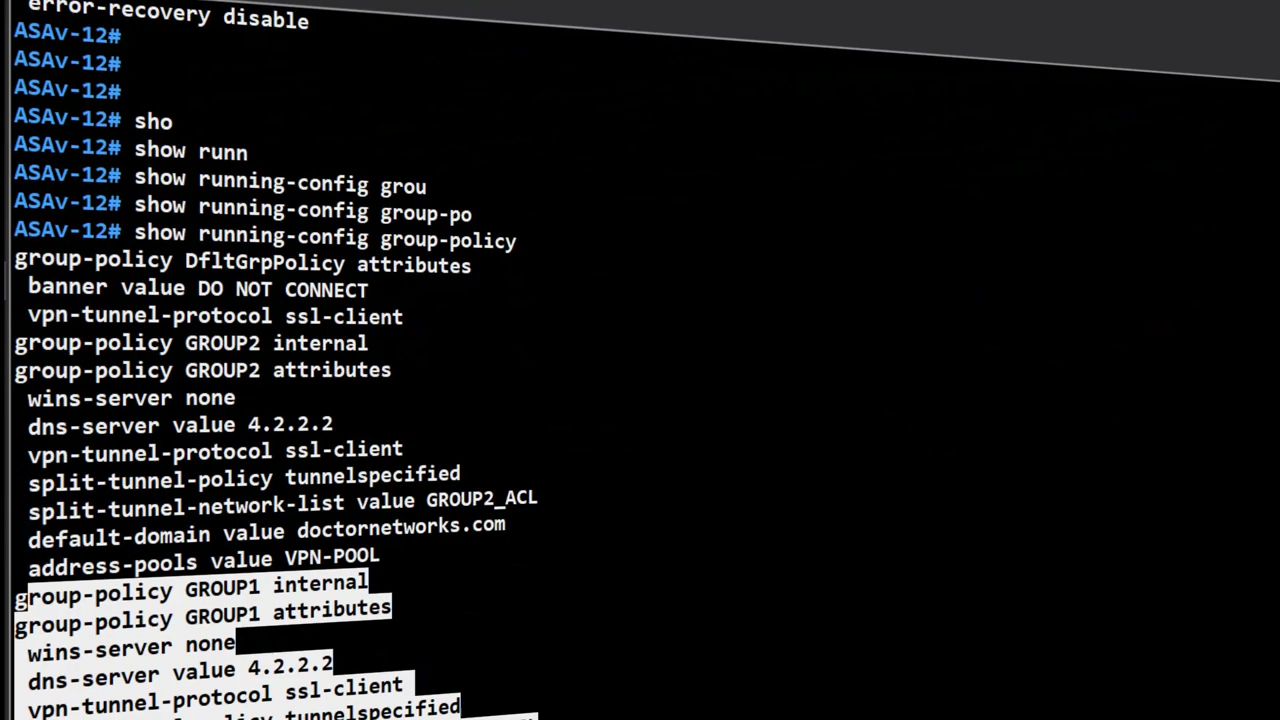 error-recovery disable
ASAv-12#
ASAv-12#
ASAv-12#
ASAv-12# sho
ASAv-12# show runn
ASAv-12# show running-config grou
ASAv-12# show running-config group-po
ASAv-12# show running-config group-policy
group-policy DfltGrpPolicy attributes
banner value DO NOT CONNECT
vpn-tunnel-protocol ssl-client
group-policy GROUP2 internal
group-policy GROUP2 attributes
wins-server none
dns-server value 4.2.2.2
vpn-tunnel-protocol ssl-client
split-tunnel-policy tunnelspecified
split-tunnel-network-list value GROUP2_ACL
default-domain value doctornetworks.com
address-pools value VPN-POOL
group-policy GROUP1 internal
group-policy GROUP1 attributes
wins-server none
dns-server value 4.2.2.2
vpn-tunnel-protocol ssl-client
tunnelspecified